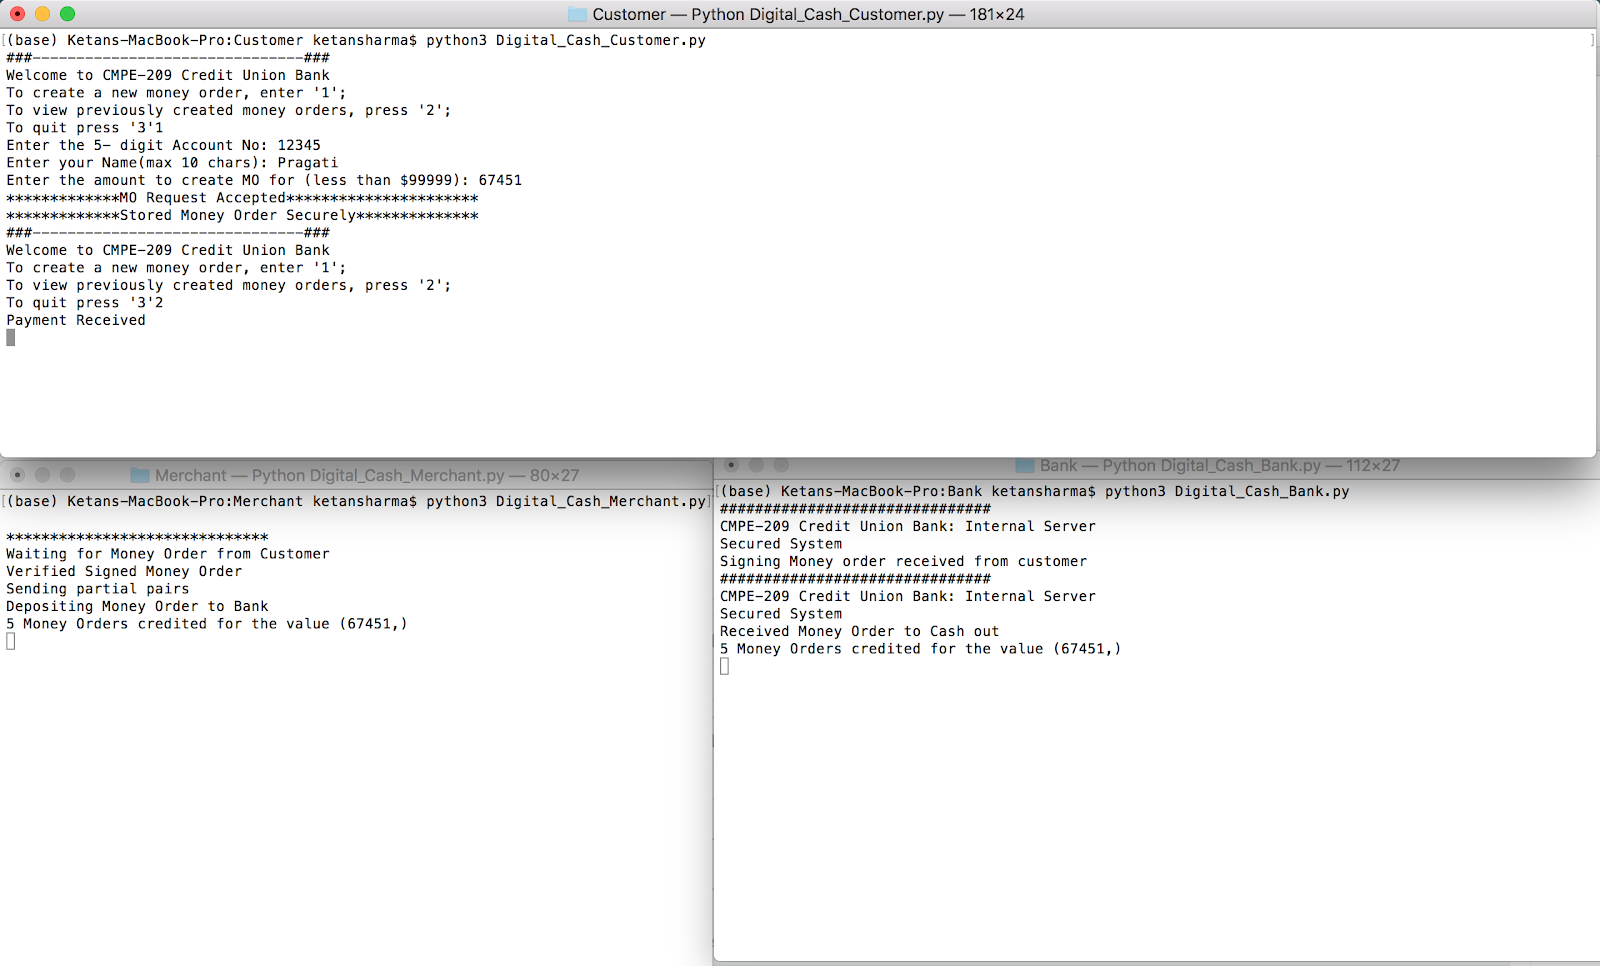 Customer — Python Digital_Cash_Customer.py — 181×24
(base) Ketans-MacBook-Pro:Customer ketansharma$ python3 Digital_Cash_Customer.py
###-------------------------------###
Welcome to CMPE-209 Credit Union Bank
To create a new money order, enter '1';
To view previously created money orders, press '2';
To quit press '3'1
Enter the 5- digit Account No: 12345
Enter your Name(max 10 chars): Pragati
Enter the amount to create MO for (less than $99999): 67451
*************MO Request Accepted**********************
*************Stored Money Order Securely**************
###-------------------------------###
Welcome to CMPE-209 Credit Union Bank
To create a new money order, enter '1';
To view previously created money orders, press '2';
To quit press '3'2
Payment Received
Merchant — Python Digital_Cash_Merchant.py — 80×27
(base) Ketans-MacBook-Pro:Merchant ketansharma$ python3 Digital_Cash_Merchant.py
******************************
Waiting for Money Order from Customer
Verified Signed Money Order
Sending partial pairs
Depositing Money Order to Bank
5 Money Orders credited for the value (67451,)
Bank — Python Digital_Cash_Bank.py — 112×27
(base) Ketans-MacBook-Pro:Bank ketansharma$ python3 Digital_Cash_Bank.py
###############################
CMPE-209 Credit Union Bank: Internal Server
Secured System
Signing Money order received from customer
###############################
CMPE-209 Credit Union Bank: Internal Server
Secured System
Received Money Order to Cash out
5 Money Orders credited for the value (67451,)